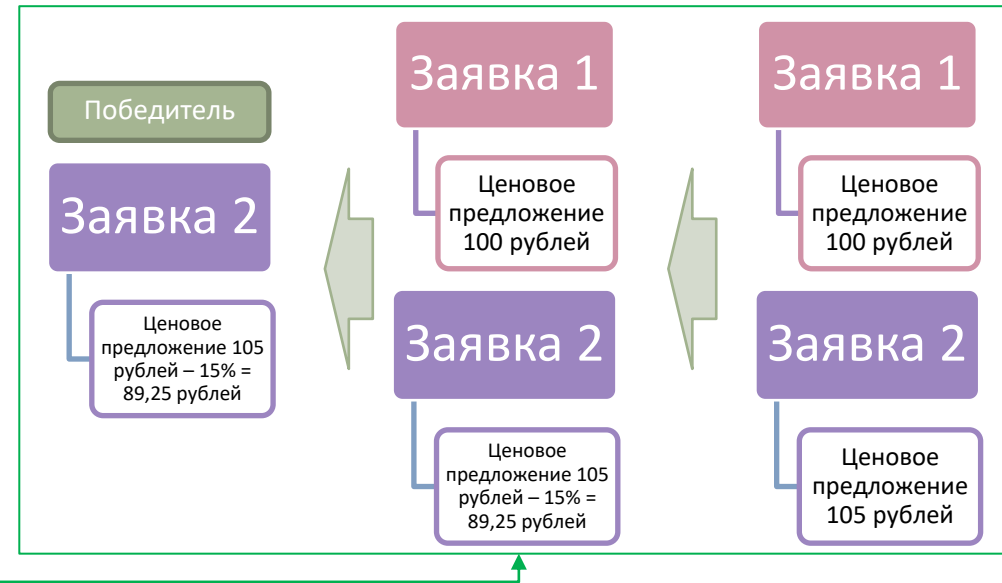 Победитель
Заявка 2
Ценовое
предложение 105
рублей – 15% =
89,25 рублей
Заявка 1
Ценовое
предложение
100 рублей
Заявка 2
Ценовое
предложение 105
рублей – 15% =
89,25 рублей
Заявка 1
Ценовое
предложение
100 рублей
Заявка 2
Ценовое
предложение
105 рублей